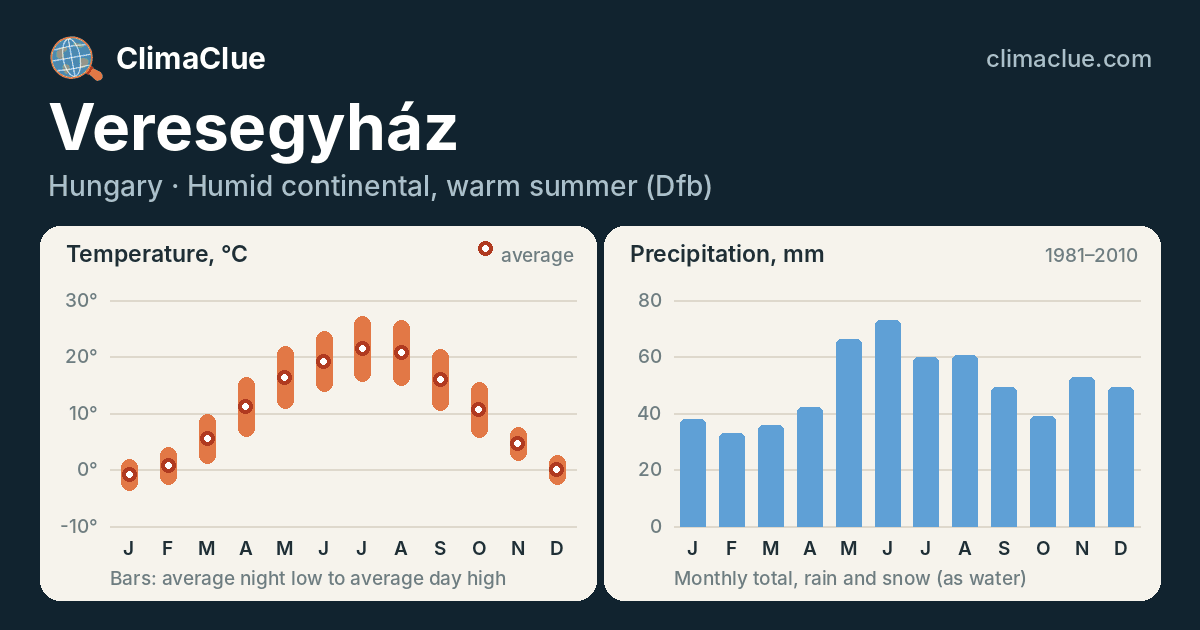 ClimaClue
climaclue.com
Veresegyház
Hungary · Humid continental, warm summer (Dfb)
Temperature, °C
average
30°
20°
10°
0°
-10°
J F M A M J J A S O N D
Bars: average night low to average day high
Precipitation, mm
1981–2010
80
60
40
20
0
J F M A M J J A S O N D
Monthly total, rain and snow (as water)